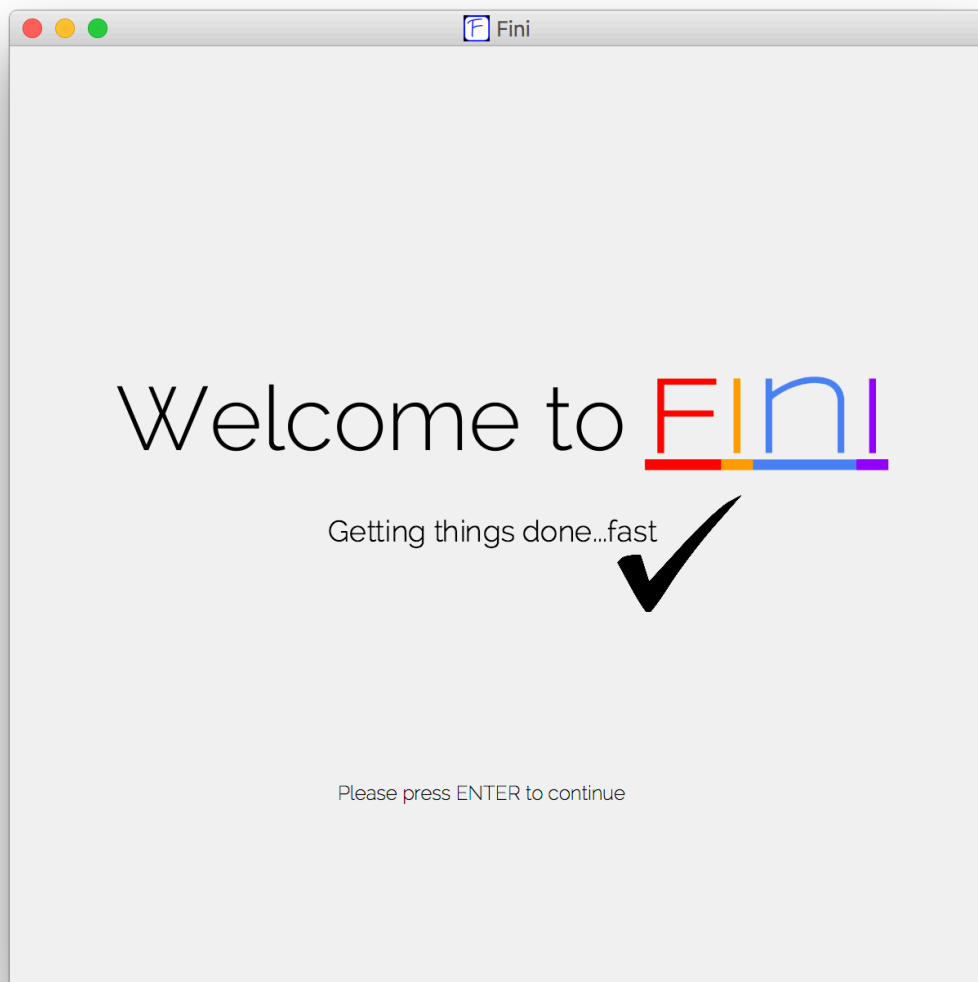 Fini
Welcome to Fini
Getting things done...fast
Please press ENTER to continue